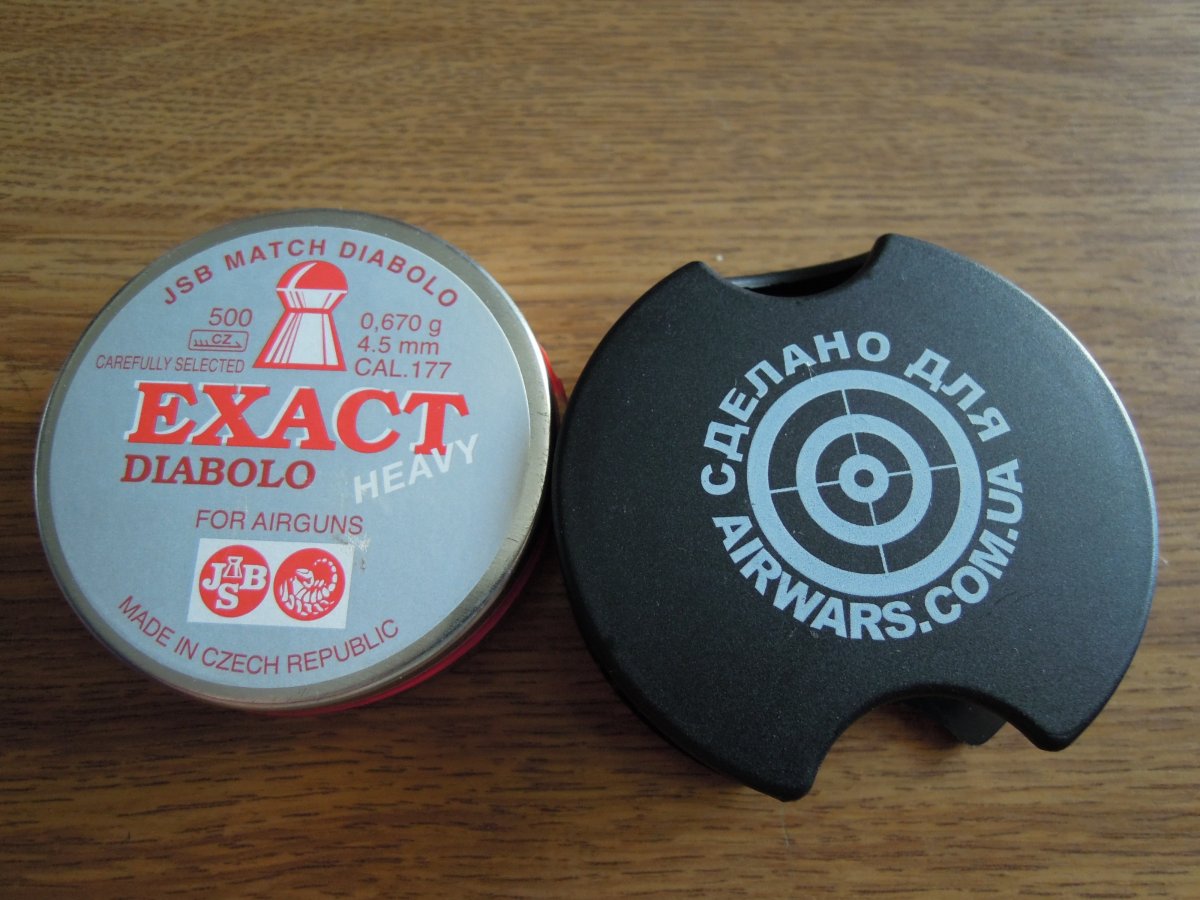 JSB MATCH DIABOLO
500
CZ
CAREFULLY SELECTED
0,670 g
4.5 mm
CAL.177
EXACT
DIABOLO
HEAVY
FOR AIRGUNS
JSB
MADE IN CZECH REPUBLIC
СДЕЛАНО ДЛЯ
AIRWARS.COM.UA